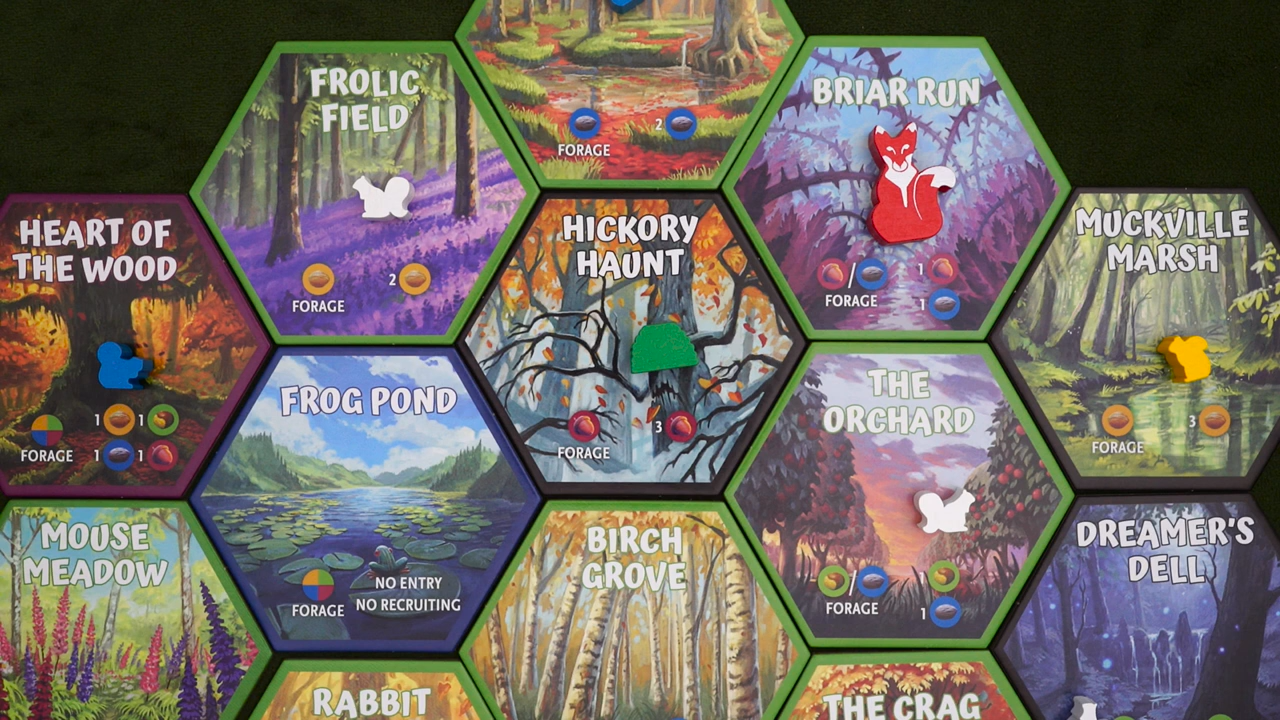 2
FORAGE
FROLIC
FIELD
2
FORAGE
BRIAR RUN
1
FORAGE
1
HEART OF
THE WOOD
1 1
FORAGE
1 1
HICKORY
HAUNT
3
FORAGE
MUCKVILLE
MARSH
3
FORAGE
FROG POND
NO ENTRY
FORAGE
NO RECRUITING
THE
ORCHARD
1
FORAGE
1
MOUSE
MEADOW
BIRCH
GROVE
DREAMER'S
DELL
RABBIT
THE CRAG